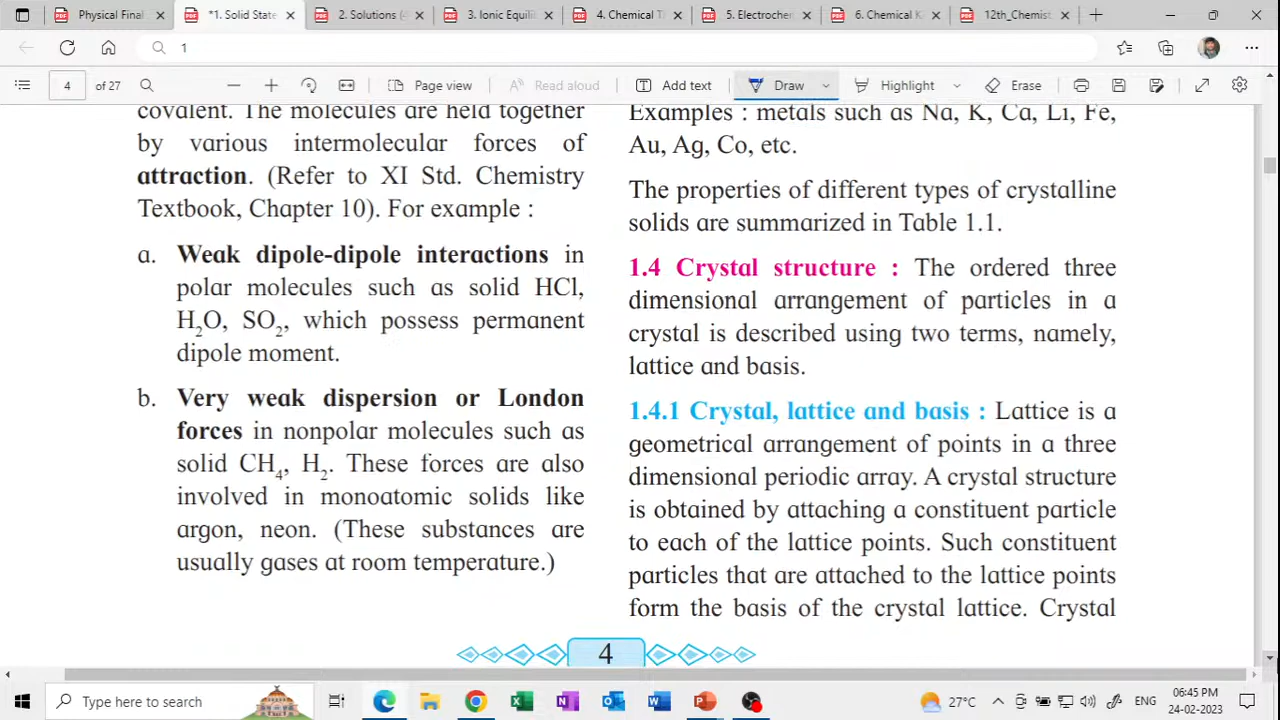 Physical Final.
*1. Solid State
2. Solutions (4
3. Ionic Equili
4. Chemical T
5. Electrochem
6. Chemical K
12th_Chemist
1
4 of 27
Page view
Read aloud
Add text
Draw
Highlight
Erase
covalent. The molecules are held together
by various intermolecular forces of
attraction. (Refer to XI Std. Chemistry
Textbook, Chapter 10). For example :
a. Weak dipole-dipole interactions in
polar molecules such as solid HCl,
H₂O, SO₂, which possess permanent
dipole moment.
b. Very weak dispersion or London
forces in nonpolar molecules such as
solid CH₄, H₂. These forces are also
involved in monoatomic solids like
argon, neon. (These substances are
usually gases at room temperature.)
Examples : metals such as Na, K, Ca, Li, Fe,
Au, Ag, Co, etc.
The properties of different types of crystalline
solids are summarized in Table 1.1.
1.4 Crystal structure : The ordered three
dimensional arrangement of particles in a
crystal is described using two terms, namely,
lattice and basis.
1.4.1 Crystal, lattice and basis : Lattice is a
geometrical arrangement of points in a three
dimensional periodic array. A crystal structure
is obtained by attaching a constituent particle
to each of the lattice points. Such constituent
particles that are attached to the lattice points
form the basis of the crystal lattice. Crystal
4
Type here to search
27°C
ENG
06:45 PM
24-02-2023